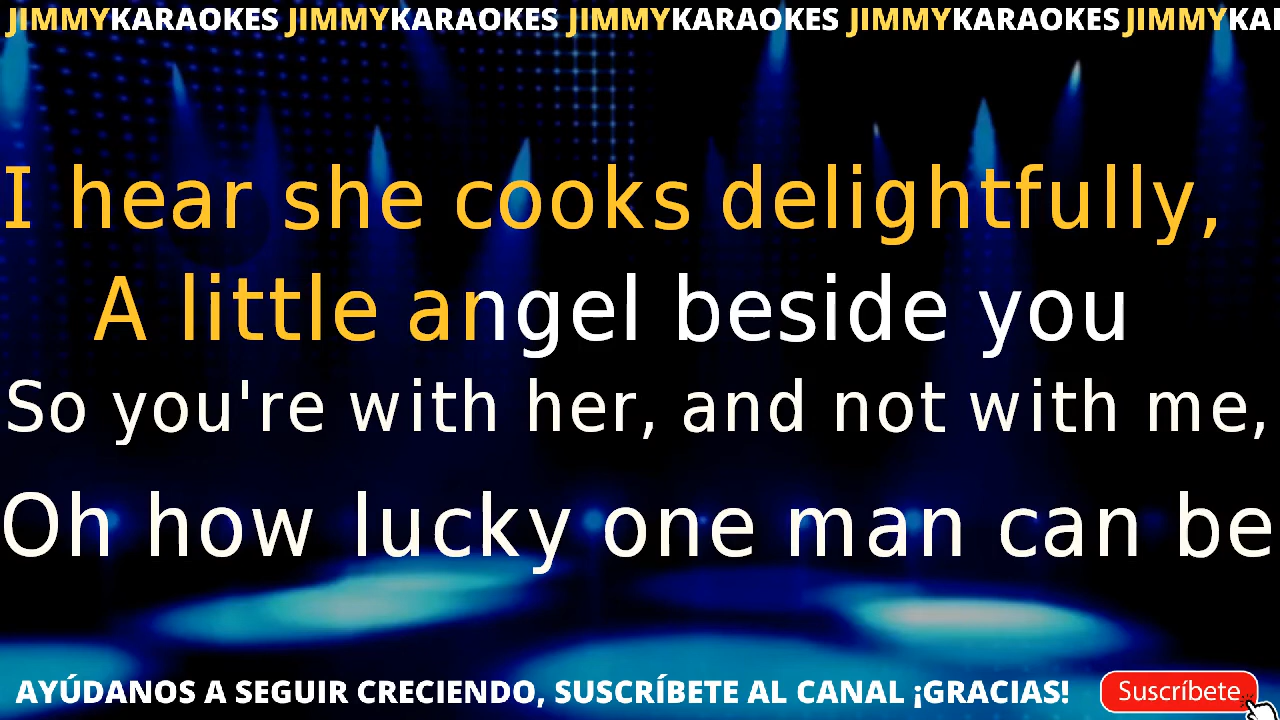 JIMMYKARAOKES JIMMYKARAOKES JIMMYKARAOKES JIMMYKARAOKES JIMMYKA
I hear she cooks delightfully,
A little angel beside you
So you're with her, and not with me,
Oh how lucky one man can be
AYÚDANOS A SEGUIR CRECIENDO, SUSCRÍBETE AL CANAL ¡GRACIAS!
Suscríbete